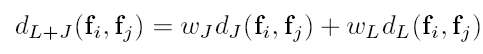 d_{L+J}(𝐟_i, 𝐟_j) = w_J d_J(𝐟_i, 𝐟_j) + w_L d_L(𝐟_i, 𝐟_j)